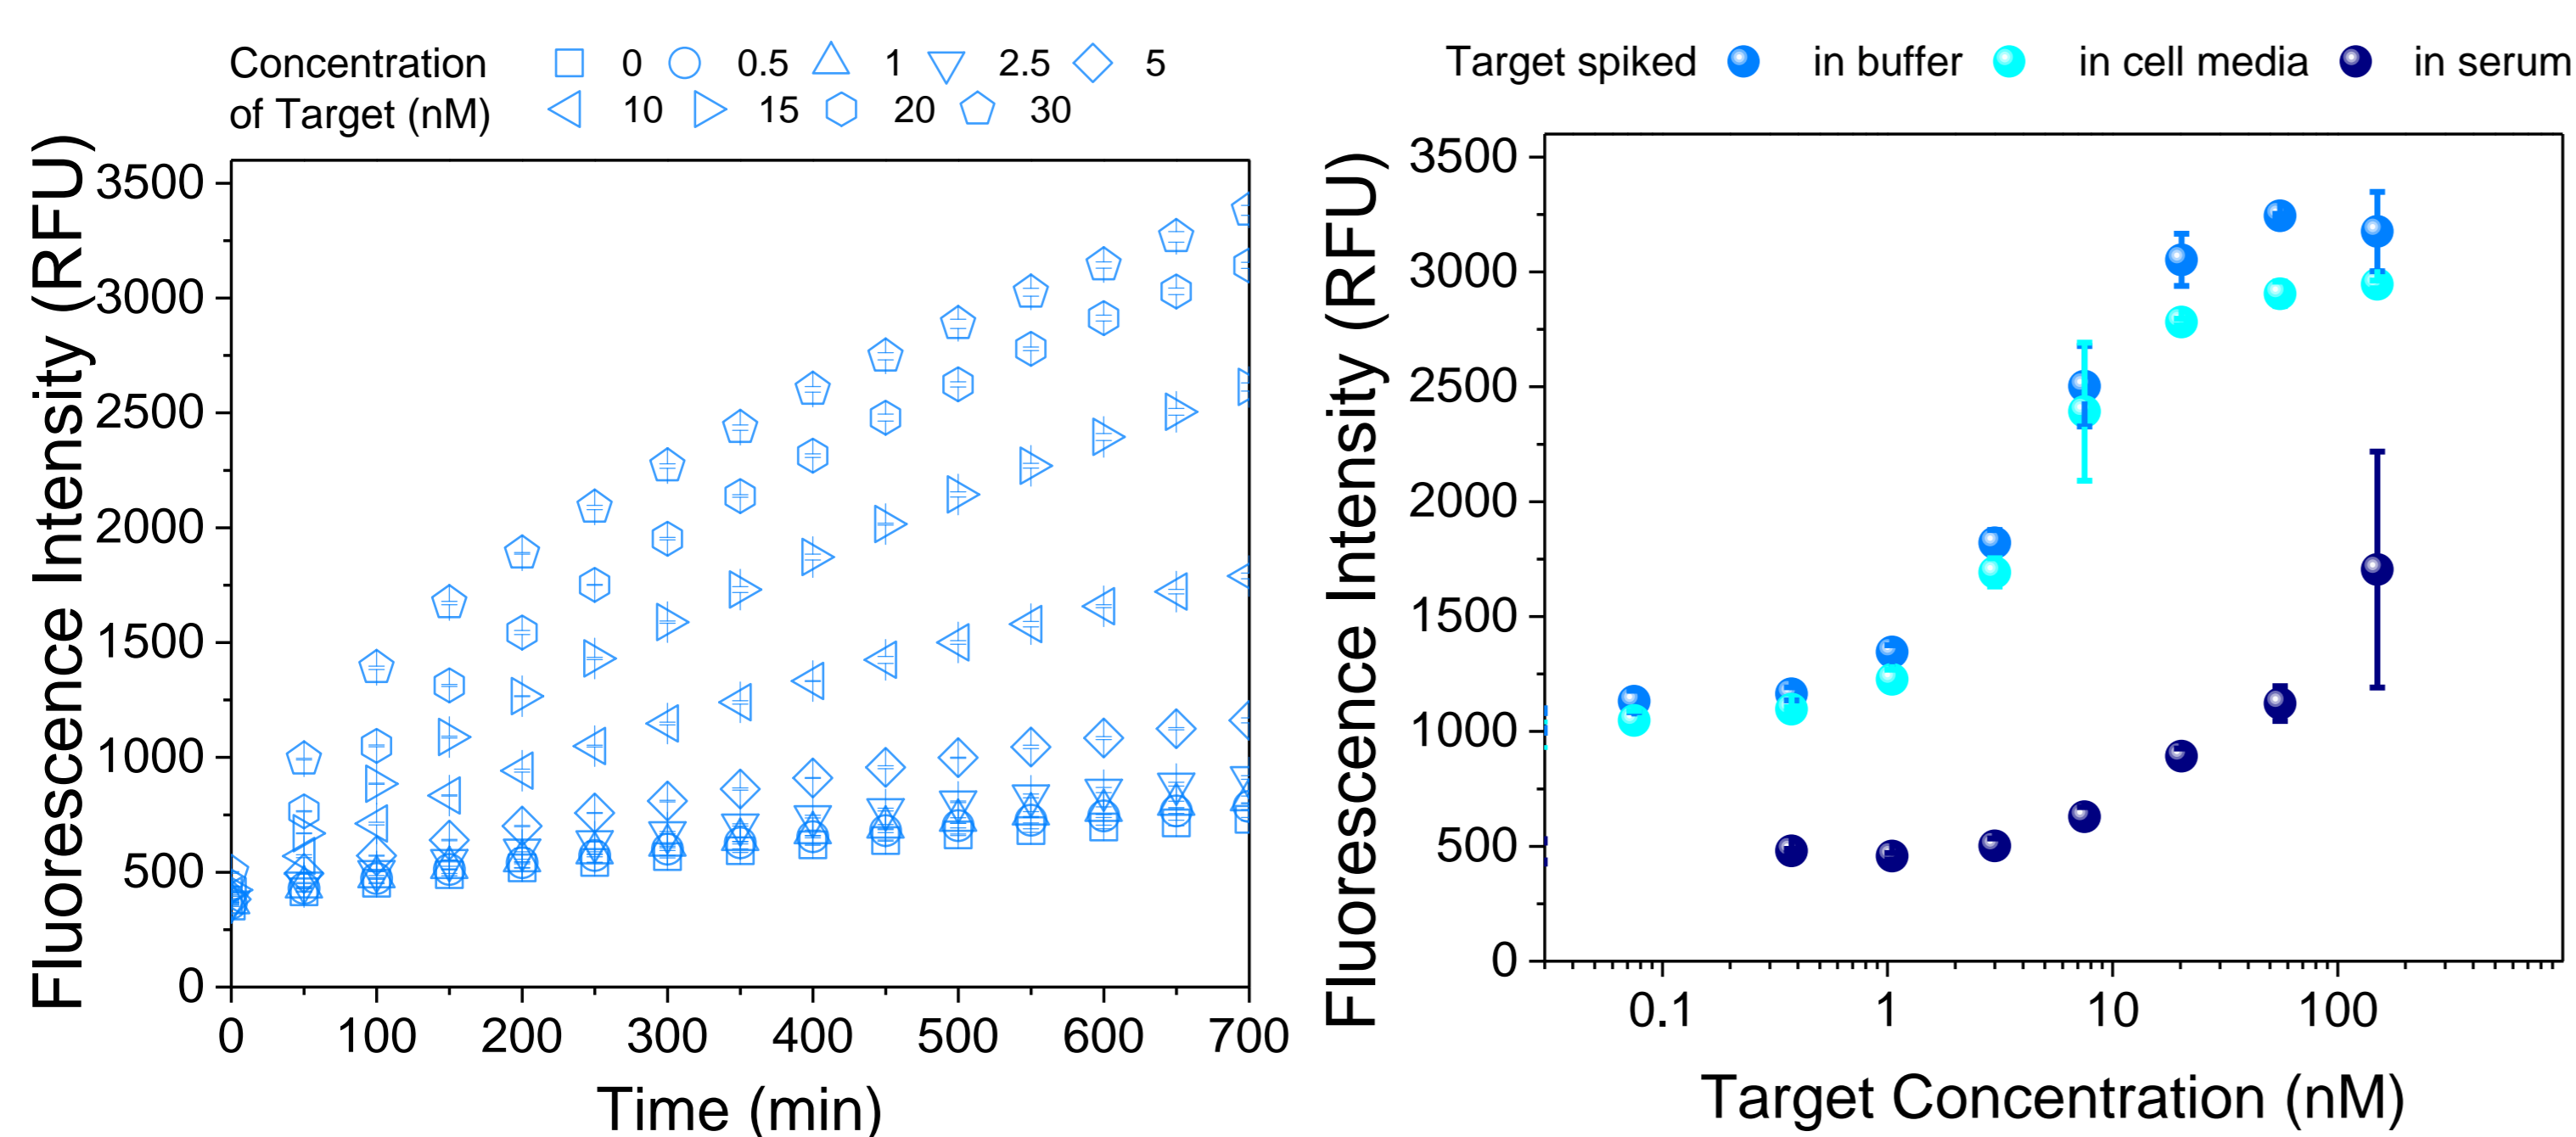 Concentration 0 0.5 1 2.5 5
of Target (nM) 10 15 20 30
Fluorescence Intensity (RFU)
3500
3000
2500
2000
1500
1000
500
0
0 100 200 300 400 500 600 700
Time (min)
Target spiked in buffer in cell media in serum
Fluorescence Intensity (RFU)
3500
3000
2500
2000
1500
1000
500
0
0.1 1 10 100
Target Concentration (nM)